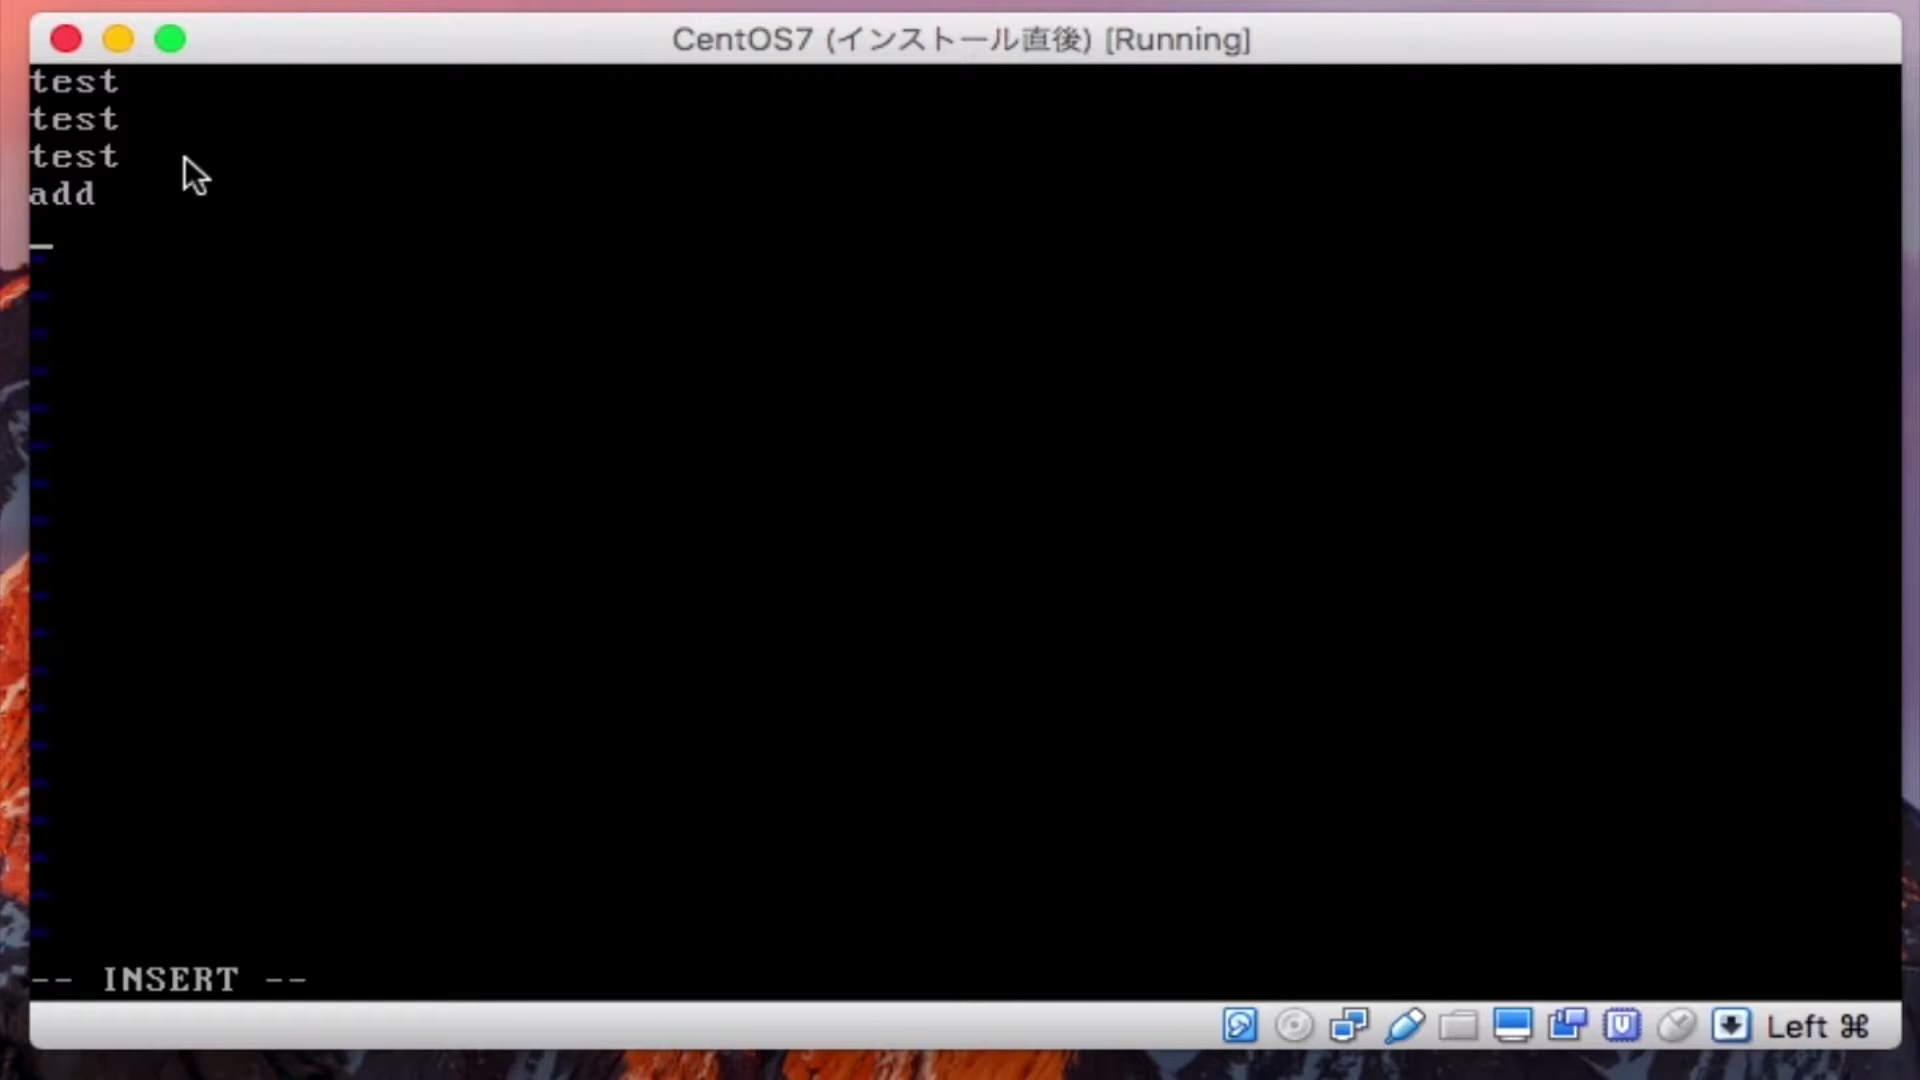 CentOS7 (インストール直後) [Running]
test
test
test
add
-- INSERT --
Left ⌘